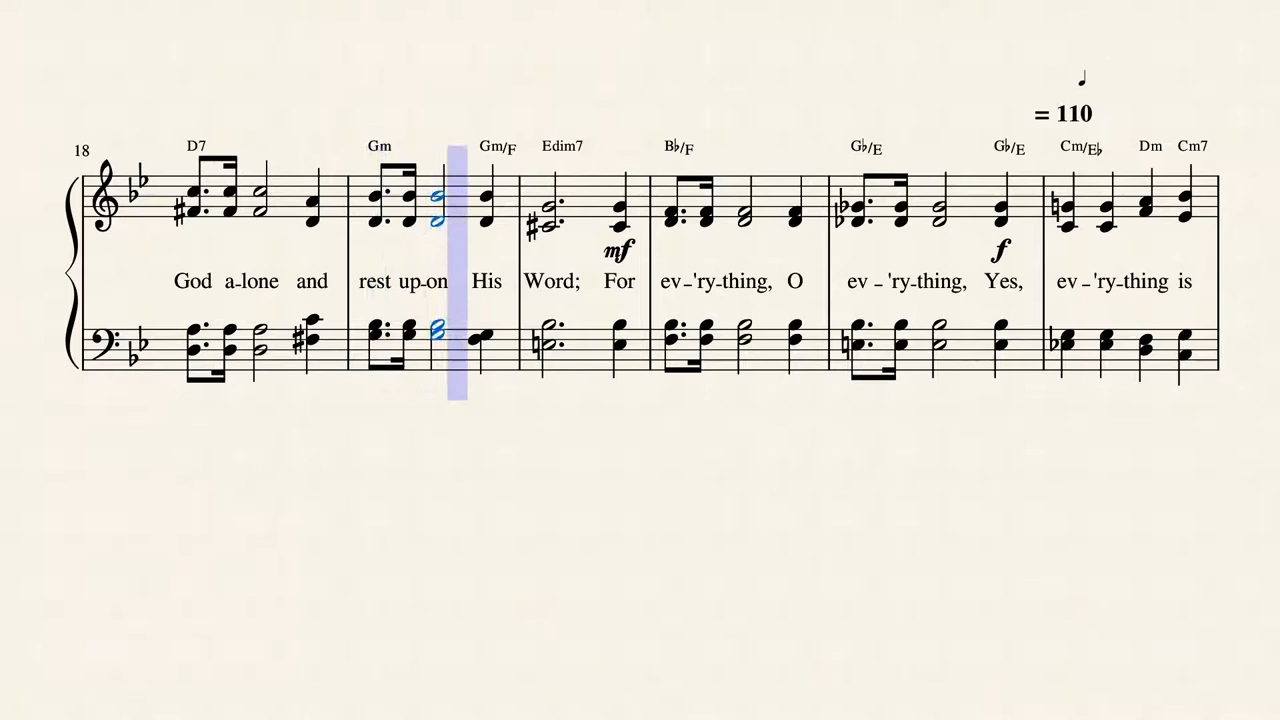 = 110
D7 Gm Gm/F Edim7 B♭/F G♭/E G♭/E Cm/E♭ Dm Cm7
18
mf f
God a-lone and rest up-on His Word; For ev-'ry-thing, O ev-'ry-thing, Yes, ev-'ry-thing is